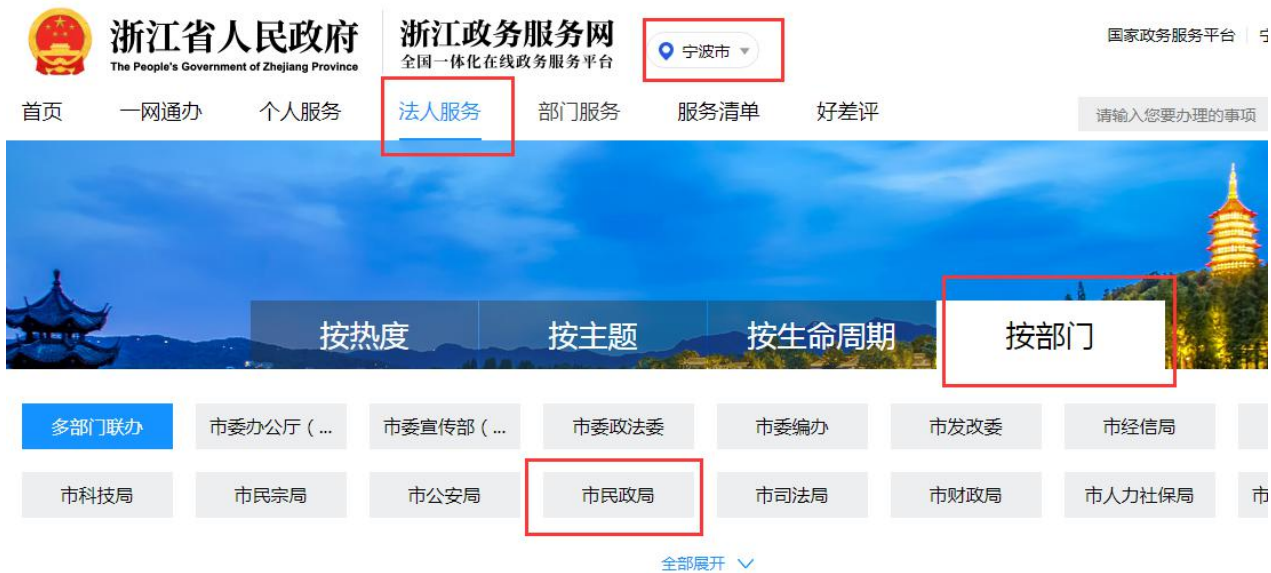 浙江省人民政府
The People's Government of Zhejiang Province
浙江政务服务网
全国一体化在线政务服务平台
宁波市
国家政务服务平台
首页 一网通办 个人服务 法人服务 部门服务 服务清单 好差评
请输入您要办理的事项
按热度 按主题 按生命周期 按部门
多部门联办 市委办公厅 (... 市委宣传部 (... 市委政法委 市委编办 市发改委 市经信局
市科技局 市民宗局 市公安局 市民政局 市司法局 市财政局 市人力社保局 市
全部展开